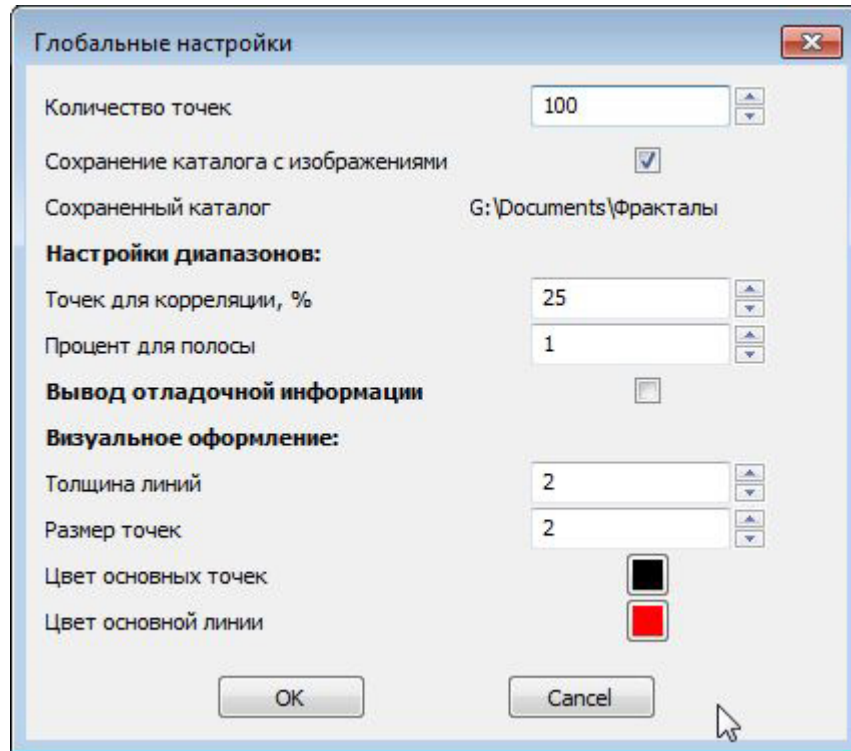 Глобальные настройки
Количество точек 100
Сохранение каталога с изображениями
Сохраненный каталог G:\Documents\Фракталы
Настройки диапазонов:
Точек для корреляции, % 25
Процент для полосы 1
Вывод отладочной информации
Визуальное оформление:
Толщина линий 2
Размер точек 2
Цвет основных точек
Цвет основной линии
OK Cancel